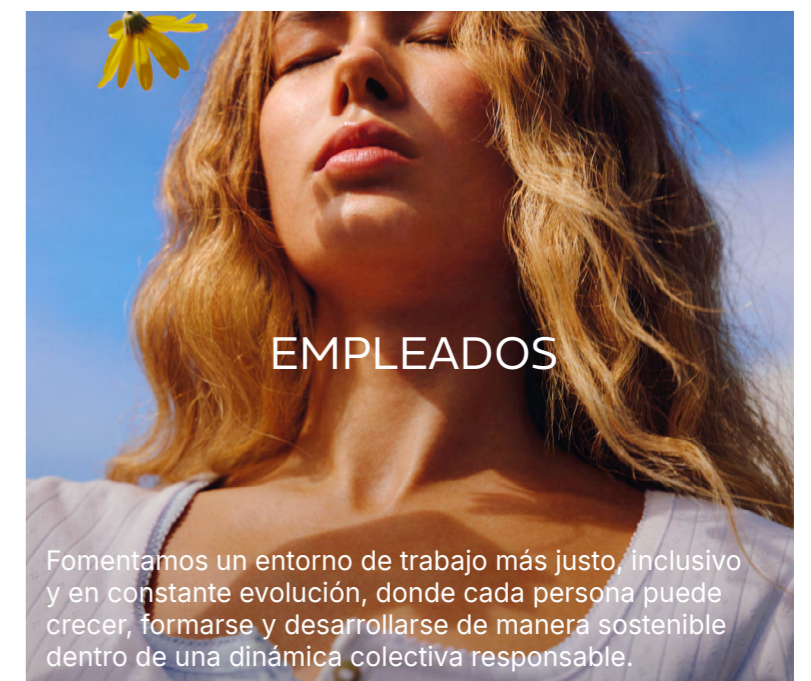 EMPLEADOS
Fomentamos un entorno de trabajo más justo, inclusivo
y en constante evolución, donde cada persona puede
crecer, formarse y desarrollarse de manera sostenible
dentro de una dinámica colectiva responsable.